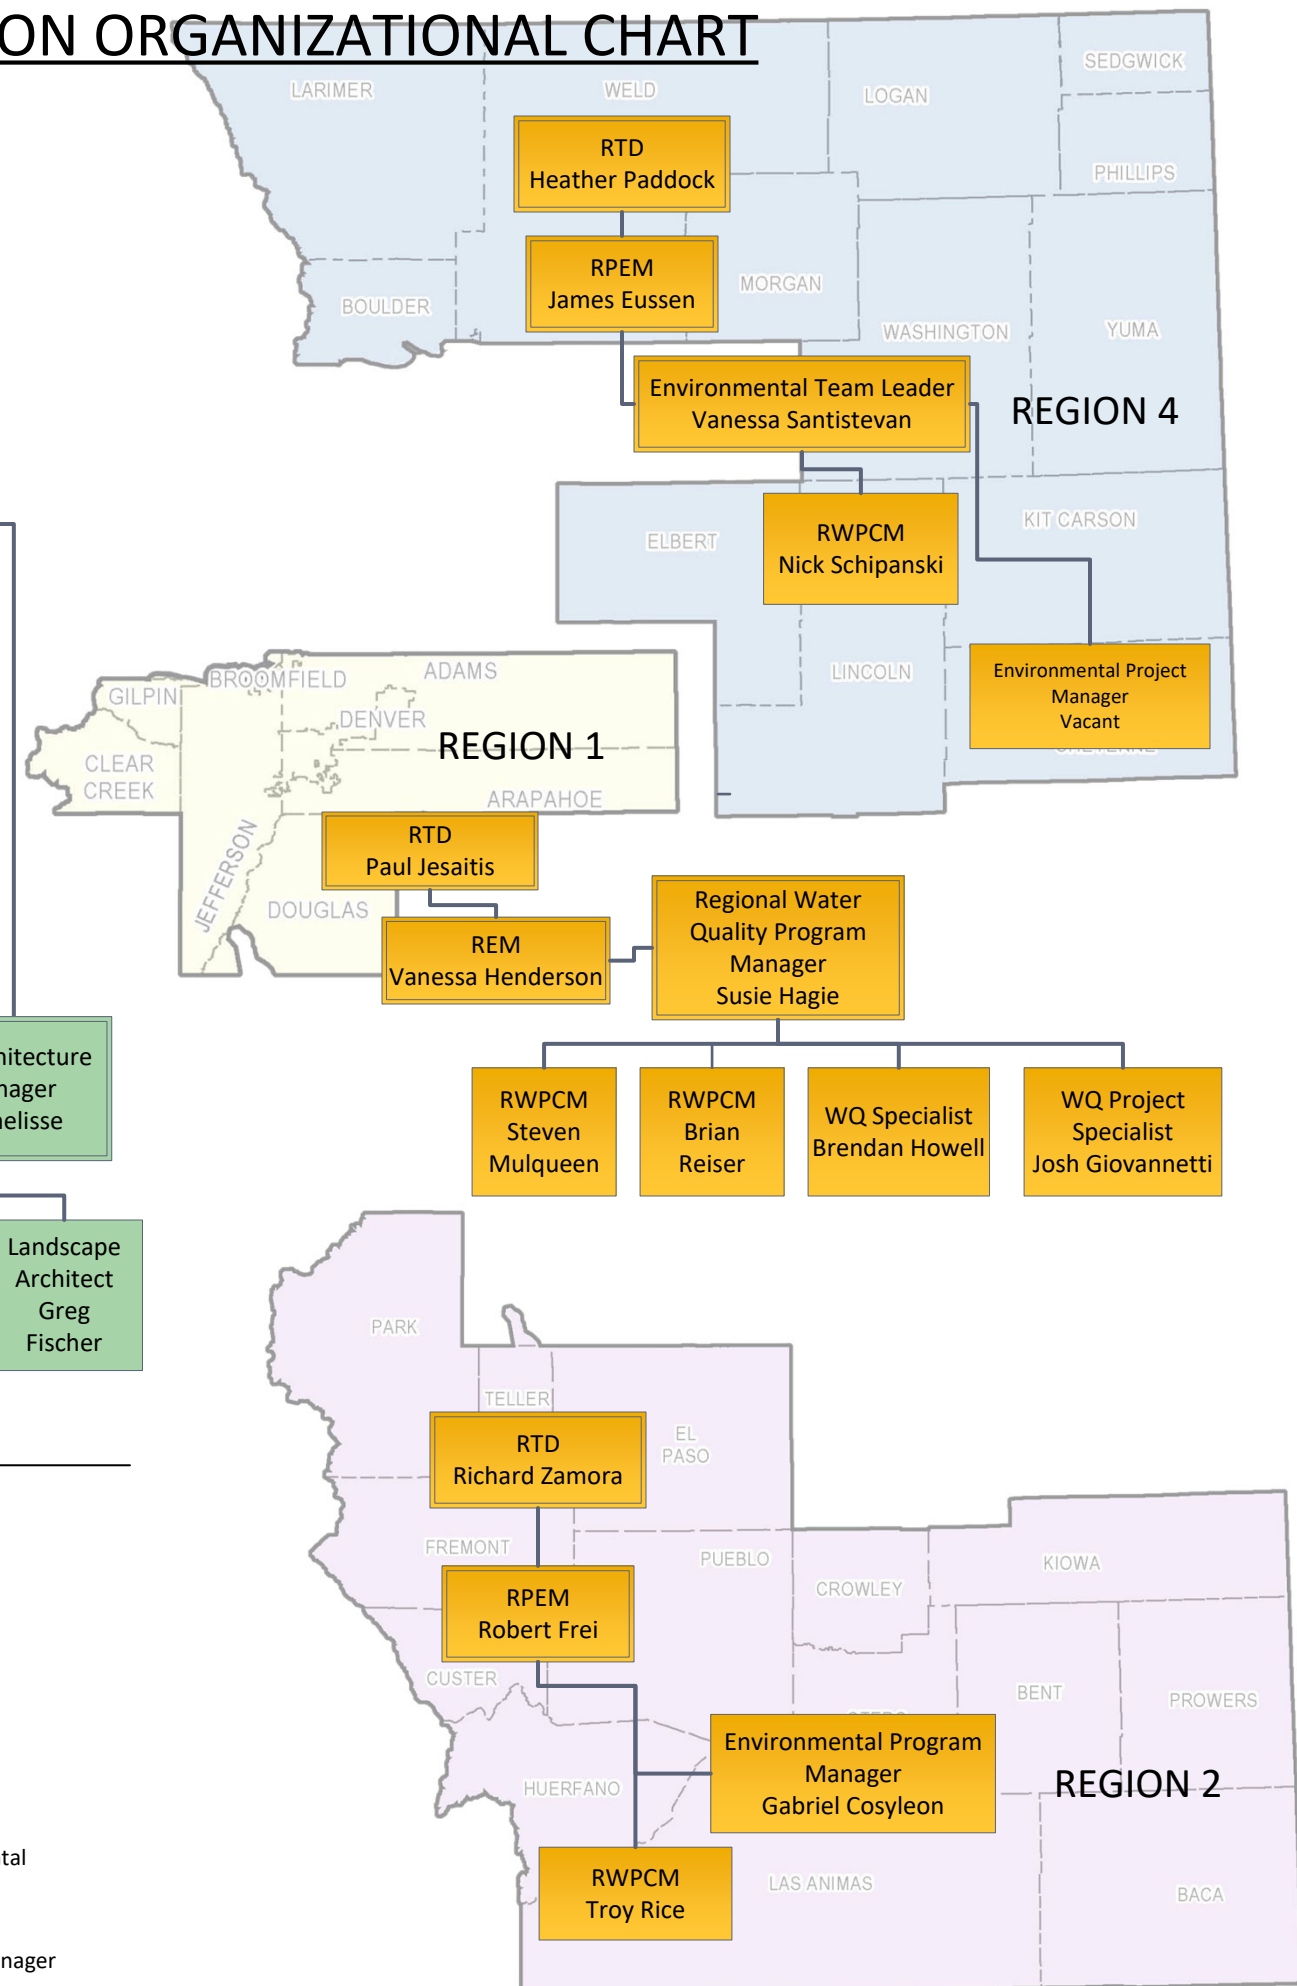 ON ORGANIZATIONAL CHART
LARIMER
WELD
LOGAN
SEDGWICK
PHILLIPS
RTD
Heather Paddock
RPEM
James Eussen
MORGAN
BOULDER
WASHINGTON
YUMA
Environmental Team Leader
Vanessa Santistevan
REGION 4
ELBERT
RWPCM
Nick Schipanski
KIT CARSON
LINCOLN
Environmental Project
Manager
Vacant
CHEYENNE
GILPIN
BROOMFIELD
ADAMS
DENVER
REGION 1
CLEAR
CREEK
ARAPAHOE
JEFFERSON
DOUGLAS
RTD
Paul Jesaitis
REM
Vanessa Henderson
Regional Water
Quality Program
Manager
Susie Hagie
RWPCM
Steven
Mulqueen
RWPCM
Brian
Reiser
WQ Specialist
Brendan Howell
WQ Project
Specialist
Josh Giovannetti
hitecture
nager
nelisse
Landscape
Architect
Greg
Fischer
PARK
TELLER
EL
PASO
RTD
Richard Zamora
FREMONT
PUEBLO
CROWLEY
KIOWA
RPEM
Robert Frei
CUSTER
BENT
PROWERS
Environmental Program
Manager
Gabriel Cosyleon
HUERFANO
REGION 2
RWPCM
Troy Rice
LAS ANIMAS
BACA
tal
nager